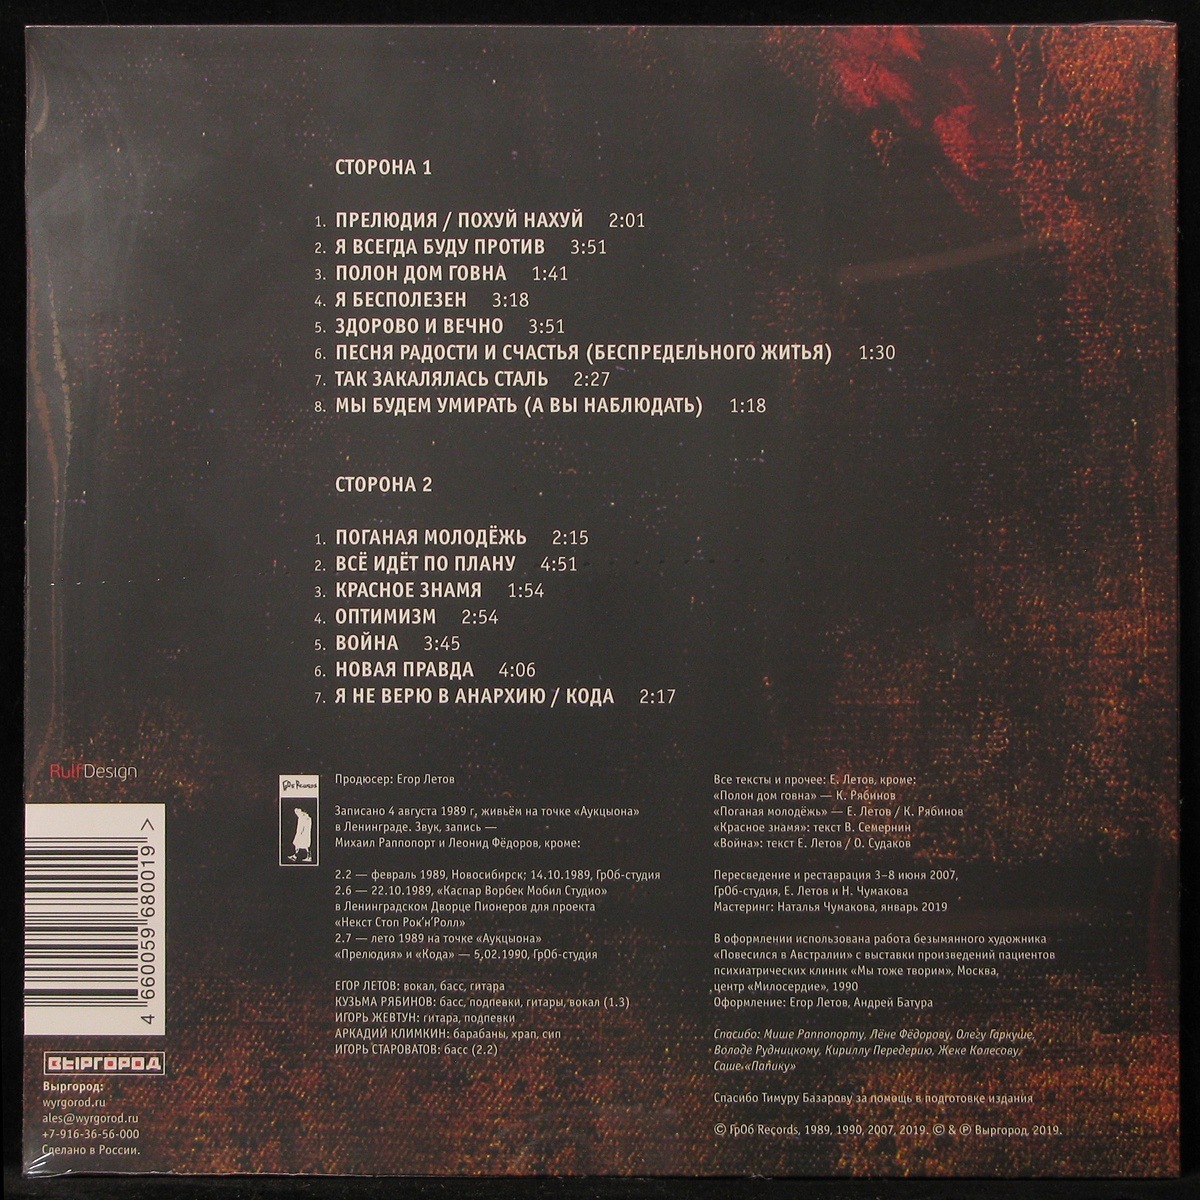 СТОРОНА 1
1. ПРЕЛЮДИЯ / ПОХУЙ НАХУЙ 2:01
2. Я ВСЕГДА БУДУ ПРОТИВ 3:51
3. ПОЛОН ДОМ ГОВНА 1:41
4. Я БЕСПОЛЕЗЕН 3:18
5. ЗДОРОВО И ВЕЧНО 3:51
6. ПЕСНЯ РАДОСТИ И СЧАСТЬЯ (БЕСПРЕДЕЛЬНОГО ЖИТЬЯ) 1:30
7. ТАК ЗАКАЛЯЛАСЬ СТАЛЬ 2:27
8. МЫ БУДЕМ УМИРАТЬ (А ВЫ НАБЛЮДАТЬ) 1:18
СТОРОНА 2
1. ПОГАНАЯ МОЛОДЁЖЬ 2:15
2. ВСЁ ИДЁТ ПО ПЛАНУ 4:51
3. КРАСНОЕ ЗНАМЯ 1:54
4. ОПТИМИЗМ 2:54
5. ВОЙНА 3:45
6. НОВАЯ ПРАВДА 4:06
7. Я НЕ ВЕРЮ В АНАРХИЮ / КОДА 2:17
RulfDesign
4 660059 680019 >
ВЫРГОРОД
Выргород:
wyrgorod.ru
ales@wyrgorod.ru
+7-916-36-56-000
Сделано в России.
ГрОб Records
Продюсер: Егор Летов
Записано 4 августа 1989 г, живьём на точке «Аукцыона»
в Ленинграде. Звук, запись —
Михаил Раппопорт и Леонид Фёдоров, кроме:
2.2 — февраль 1989, Новосибирск; 14.10.1989, ГрОб-студия
2.6 — 22.10.1989, «Каспар Ворбек Мобил Студио»
в Ленинградском Дворце Пионеров для проекта
«Некст Стоп Рок’н’Ролл»
2.7 — лето 1989 на точке «Аукцыона»
«Прелюдия» и «Кода» — 5.02.1990, ГрОб-студия
ЕГОР ЛЕТОВ: вокал, бас, гитара
КУЗЬМА РЯБИНОВ: басс, подпевки, гитары, вокал (1.3)
ИГОРЬ ЖЕВТУН: гитара, подпевки
АРКАДИЙ КЛИМКИН: барабаны, храп, сип
ИГОРЬ СТАРОВАТОВ: басс (2.2)
Все тексты и прочее: Е. Летов, кроме:
«Полон дом говна» — К. Рябинов
«Поганая молодёжь» — Е. Летов / К. Рябинов
«Красное знамя»: текст В. Семернин
«Война»: текст Е. Летов / О. Судаков
Пересведение и реставрация 3–8 июня 2007,
ГрОб-студия, Е. Летов и Н. Чумакова
Мастеринг: Наталья Чумакова, январь 2019
В оформлении использована работа безымянного художника
«Повесился в Австралии» с выставки произведений пациентов
психиатрических клиник «Мы тоже творим», Москва,
центр «Милосердие», 1990
Оформление: Егор Летов, Андрей Батура
Спасибо: Мише Раппопорту, Лёне Фёдорову, Олегу Гаркуше,
Володе Рудницкому, Кириллу Передерию, Жеке Колесову,
Саше «Папику»
Спасибо Тимуру Базарову за помощь в подготовке издания
© ГрОб Records, 1989, 1990, 2007, 2019. © & ℗ Выргород, 2019.